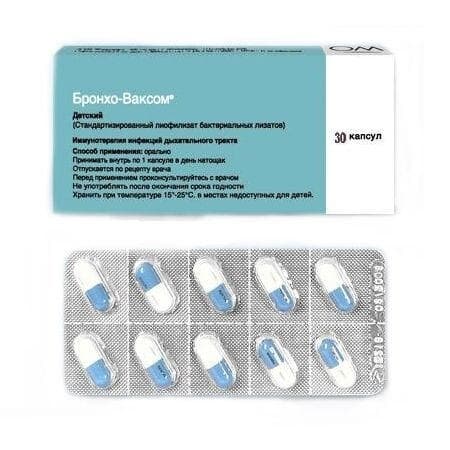 ОМ
Бронхо-Ваксом®
Детский
(Стандартизированный лиофилизат бактериальных лизатов)
Иммунотерапия инфекций дыхательного тракта
Способ применения: орально
Принимать внутрь по 1 капсуле в день натощак
Отпускается по рецепту врача
Перед применением проконсультируйтесь с врачом
Не употреблять после окончания срока годности
Хранить при температуре 15°-25°C. в местах недоступных для детей.
30 капсул